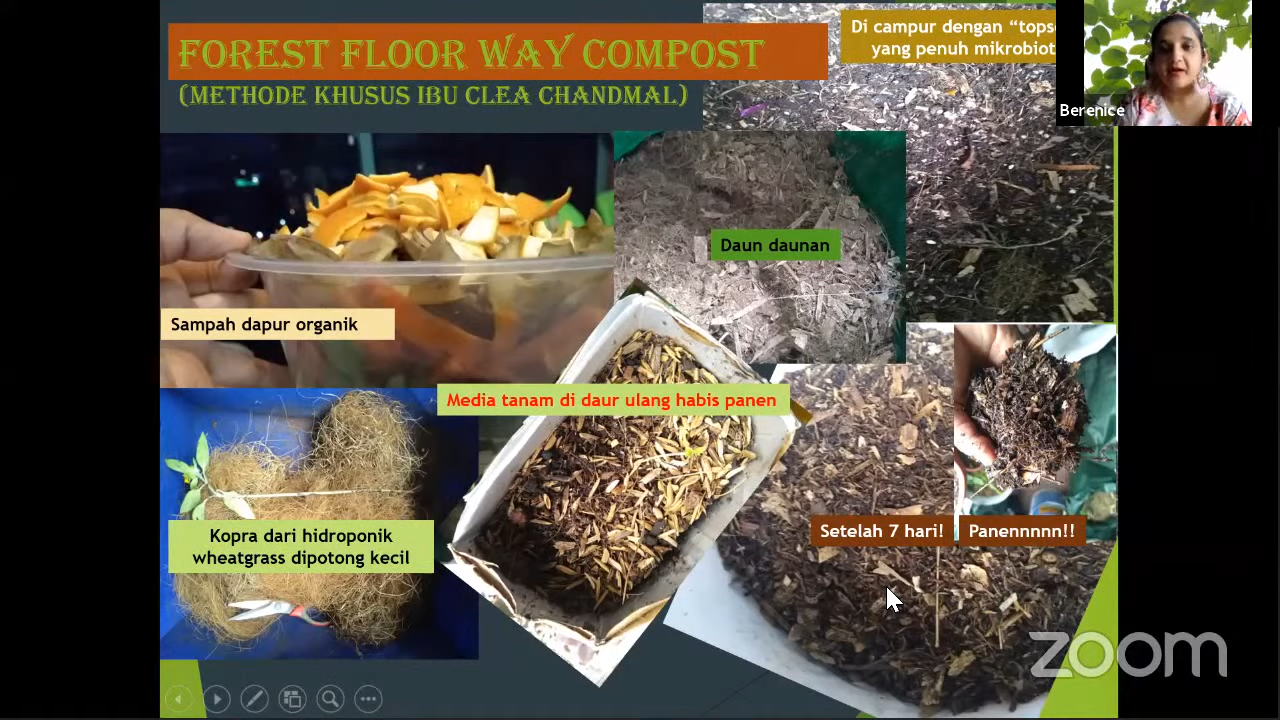 FOREST FLOOR WAY COMPOST
(METHODE KHUSUS IBU CLEA CHANDMAL)
Di campur dengan
yang penuh
Berenice
Daun daunan
Sampah dapur organik
Media tanam di daur ulang habis panen
Kopra dari hidroponik
wheatgrass dipotong kecil
Setelah 7 hari!
Panennnnn!!
zoom